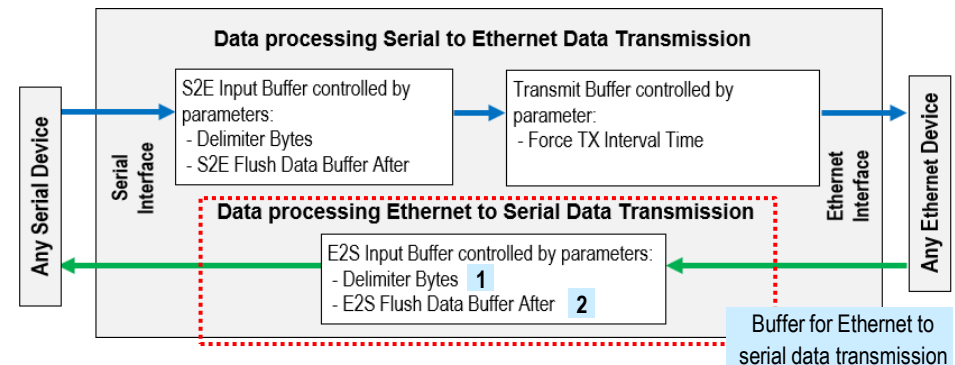 Data processing Serial to Ethernet Data Transmission
Any Serial Device
Serial
Interface
S2E Input Buffer controlled by
parameters:
- Delimiter Bytes
- S2E Flush Data Buffer After
Transmit Buffer controlled by
parameter:
- Force TX Interval Time
Ethernet
Interface
Any Ethernet Device
Data processing Ethernet to Serial Data Transmission
E2S Input Buffer controlled by parameters:
- Delimiter Bytes 1
- E2S Flush Data Buffer After 2
Buffer for Ethernet to
serial data transmission